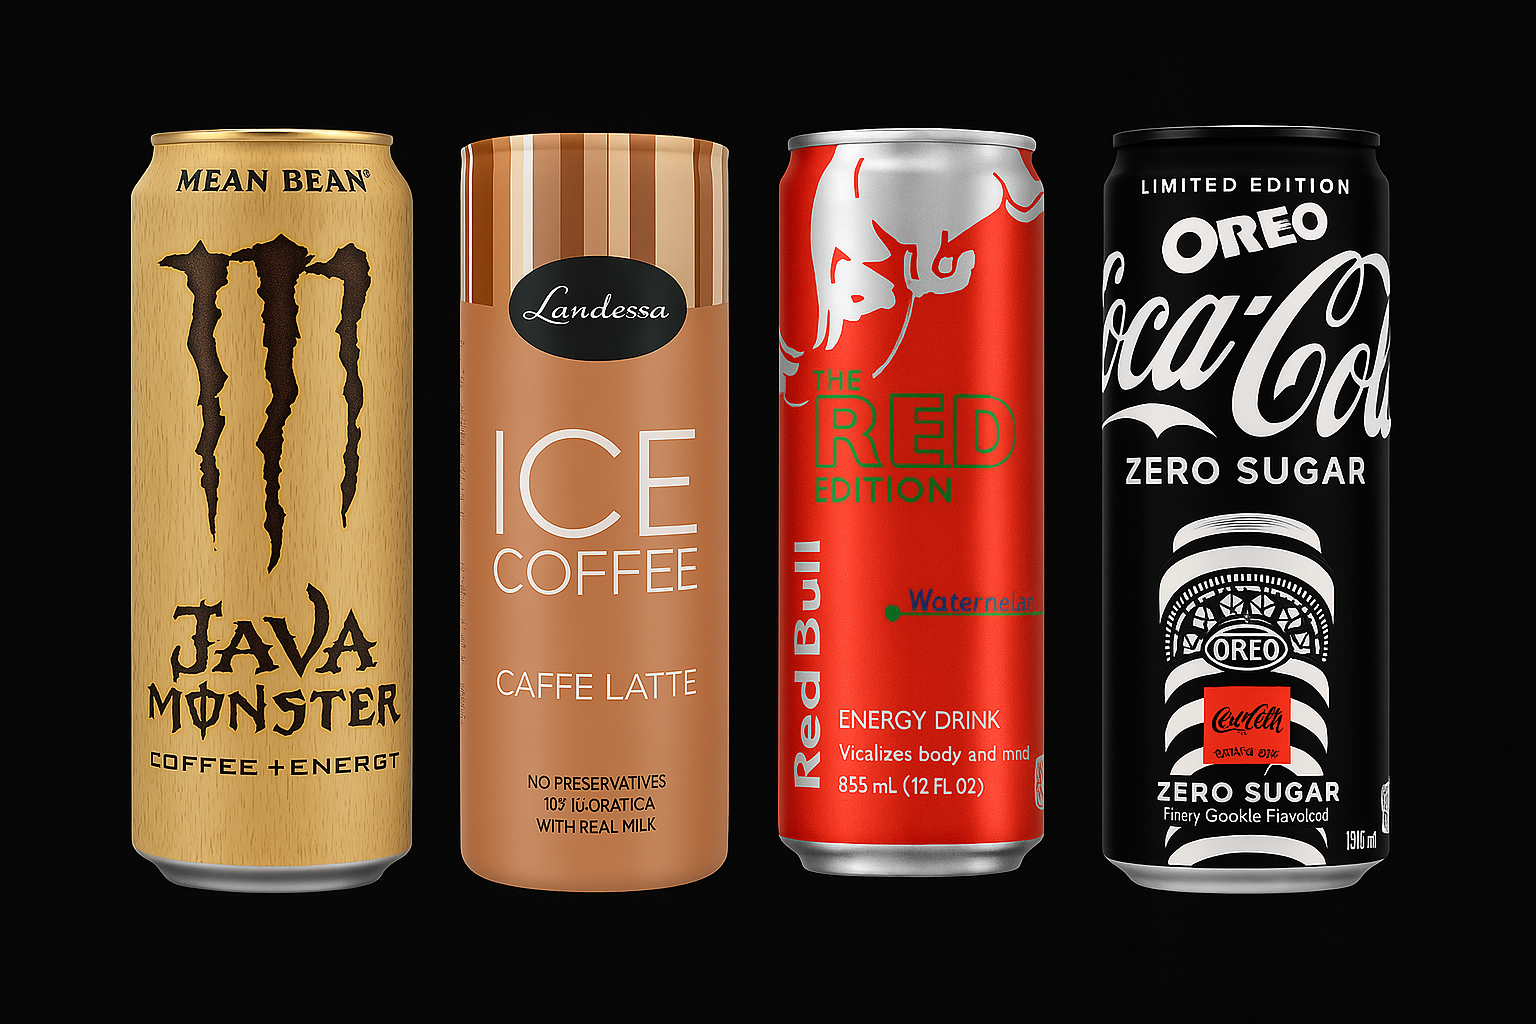 MEAN BEAN®
JAVA
MONSTER
COFFEE +ENERGT
Landessa
ICE
COFFEE
CAFFE LATTE
NO PRESERVATIVES
10%
WITH REAL MILK
THE
RED
EDITION
Red Bull
ENERGY DRINK
Vicalizes body and mnd
855 mL (12 FL 02)
LIMITED EDITION
OREO
Coca-Cola
ZERO SUGAR
OREO
ZERO SUGAR
Finery Gookle Fiavolcod